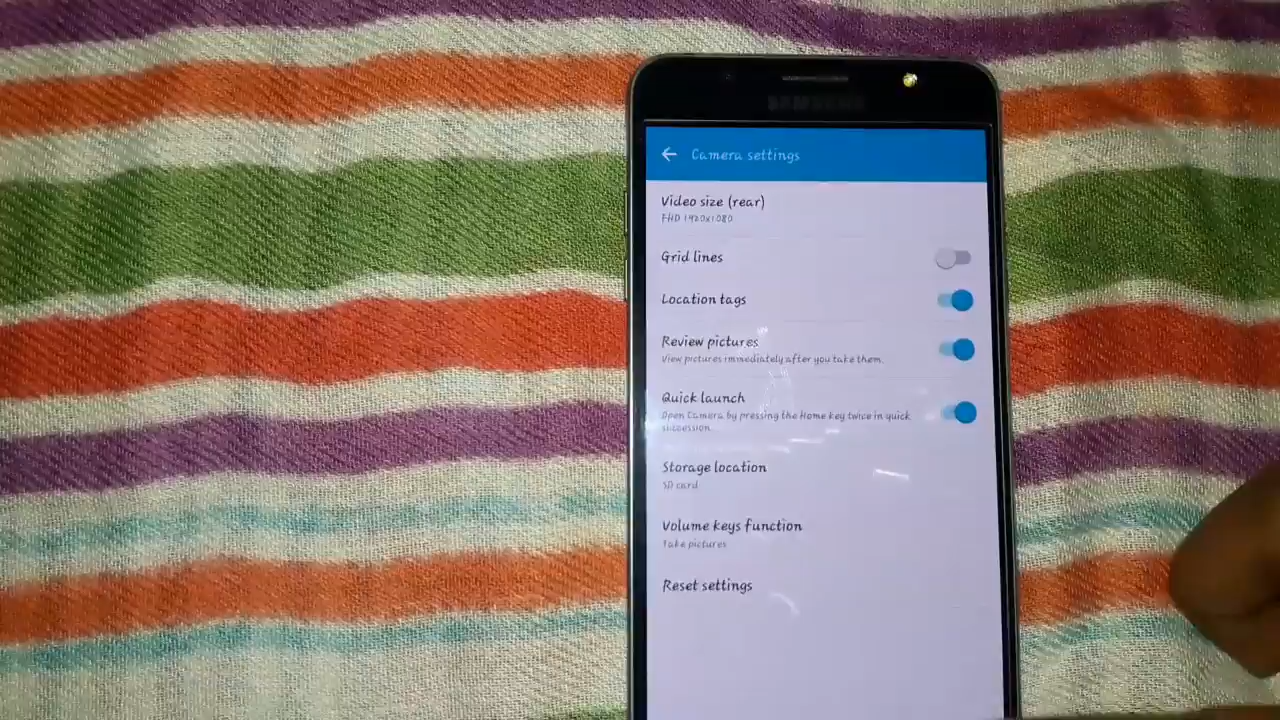 SAMSUNG
Camera settings
Video size (rear)
FHD 1920x1080
Grid lines
Location tags
Review pictures
View pictures immediately after you take them.
Quick launch
Open Camera by pressing the Home key twice in quick
succession.
Storage location
SD card
Volume keys function
Take pictures
Reset settings